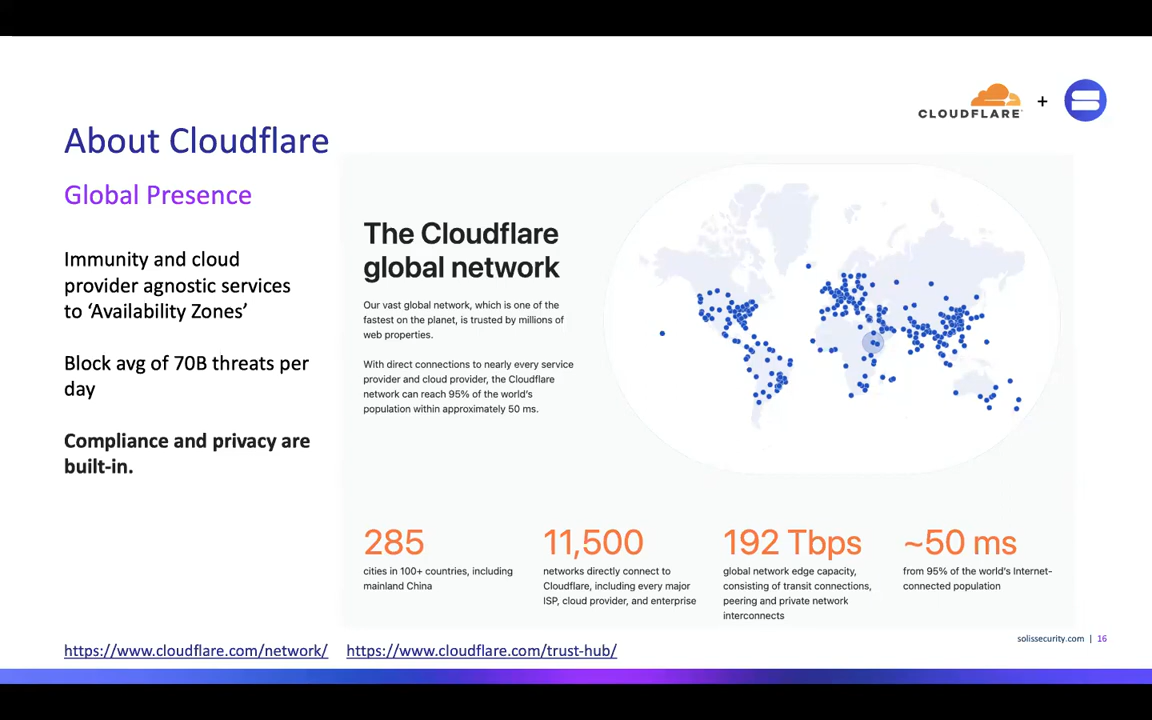 CLOUDFLARE
+
About Cloudflare
Global Presence
Immunity and cloud
provider agnostic services
to ‘Availability Zones’
Block avg of 70B threats per
day
Compliance and privacy are
built-in.
The Cloudflare
global network
Our vast global network, which is one of the
fastest on the planet, is trusted by millions of
web properties.
With direct connections to nearly every service
provider and cloud provider, the Cloudflare
network can reach 95% of the world’s
population within approximately 50 ms.
285
cities in 100+ countries, including
mainland China
11,500
networks directly connect to
Cloudflare, including every major
ISP, cloud provider, and enterprise
192 Tbps
global network edge capacity,
consisting of transit connections,
peering and private network
interconnects
~50 ms
from 95% of the world’s Internet-
connected population
https://www.cloudflare.com/network/ https://www.cloudflare.com/trust-hub/
solissecurity.com | 16